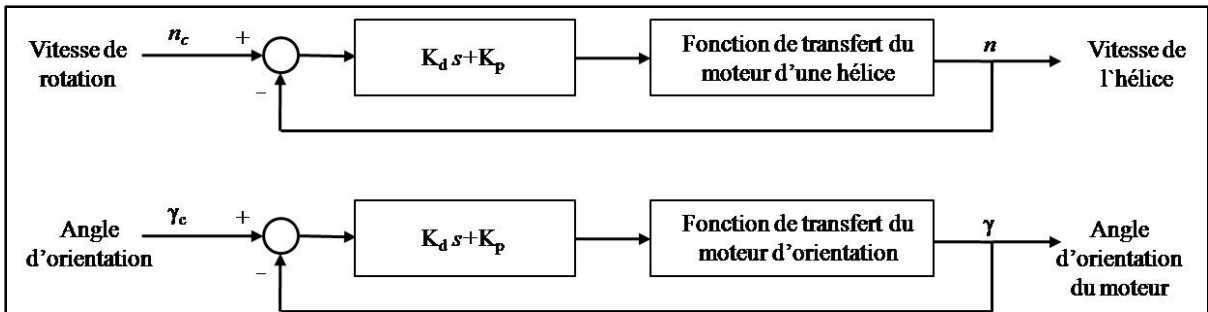 Vitesse de
rotation
n_c
+
−
K_d s+K_p
Fonction de transfert du
moteur d'une hélice
n
Vitesse de
l`hélice
Angle
d'orientation
γ_c
+
−
K_d s+K_p
Fonction de transfert du
moteur d'orientation
γ
Angle
d'orientation
du moteur